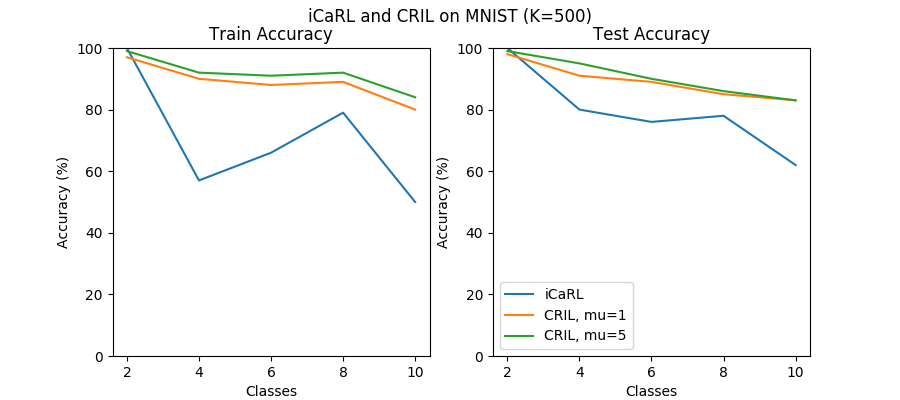 iCaRL and CRIL on MNIST (K=500)
Train Accuracy
100
80
60
40
20
0
Accuracy (%)
2 4 6 8 10
Classes
Test Accuracy
100
80
60
40
20
0
Accuracy (%)
iCaRL
CRIL, mu=1
CRIL, mu=5
2 4 6 8 10
Classes